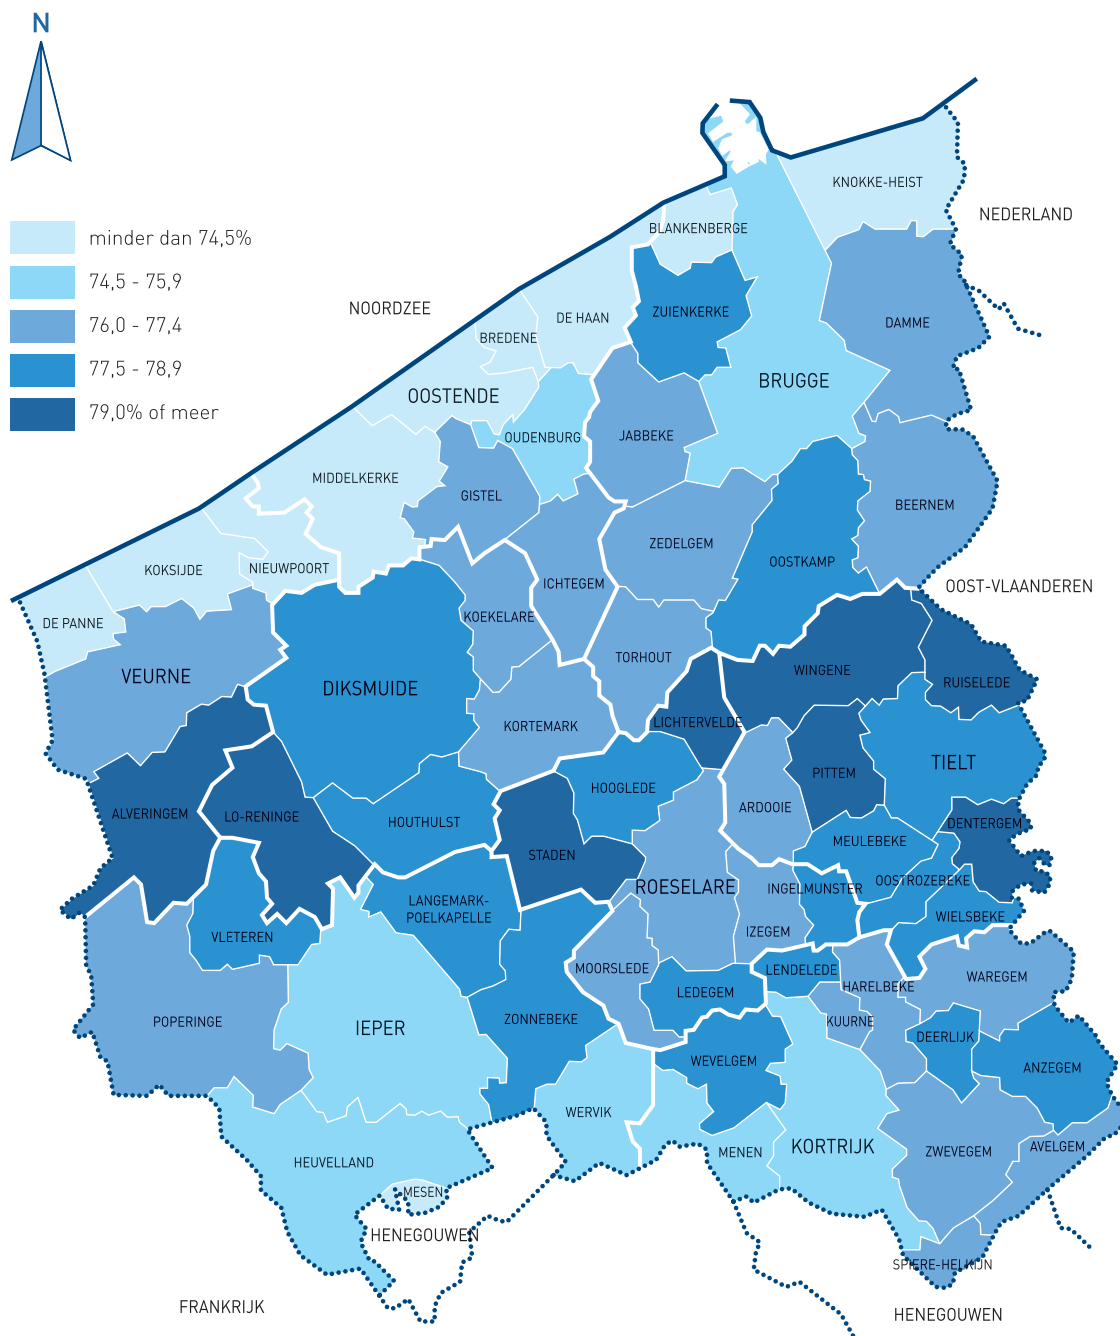 N
KNOKKE-HEIST
NEDERLAND
BLANKENBERGE
minder dan 74,5%
74,5 - 75,9
76,0 - 77,4
77,5 - 78,9
79,0% of meer
NOORDZEE
ZUIENKERKE
DE HAAN
DAMME
BREDENE
BRUGGE
OOSTENDE
OUDENBURG
JABBEKE
MIDDELKERKE
GISTEL
BEERNEM
ZEDELGEM
OOSTKAMP
KOKSIJDE
NIEUWPOORT
ICHTEGEM
OOST-VLAANDEREN
DE PANNE
KOEKELARE
TORHOUT
VEURNE
DIKSMUIDE
WINGENE
RUISELEDE
LICHTERVELDE
KORTEMARK
TIELT
PITTEM
HOOGLEDE
ARDOOIE
ALVERINGEM
LO-RENINGE
HOUTHULST
DENTERGEM
MEULEBEKE
STADEN
ROESELARE
INGELMUNSTER
OOSTROZEBEKE
LANGEMARK-
POELKAPELLE
WIELSBEKE
VLETEREN
IZEGEM
MOORSLEDE
LENDELEDE
WAREGEM
HARELBEKE
LEDEGEM
POPERINGE
IEPER
ZONNEBEKE
KUURNE
DEERLIJK
WEVELGEM
ANZEGEM
WERVIK
HEUVELLAND
MENEN
KORTRIJK
ZWEVEGEM
AVELGEM
MESEN
HENEGOUWEN
SPIERE-HELKIJN
FRANKRIJK
HENEGOUWEN